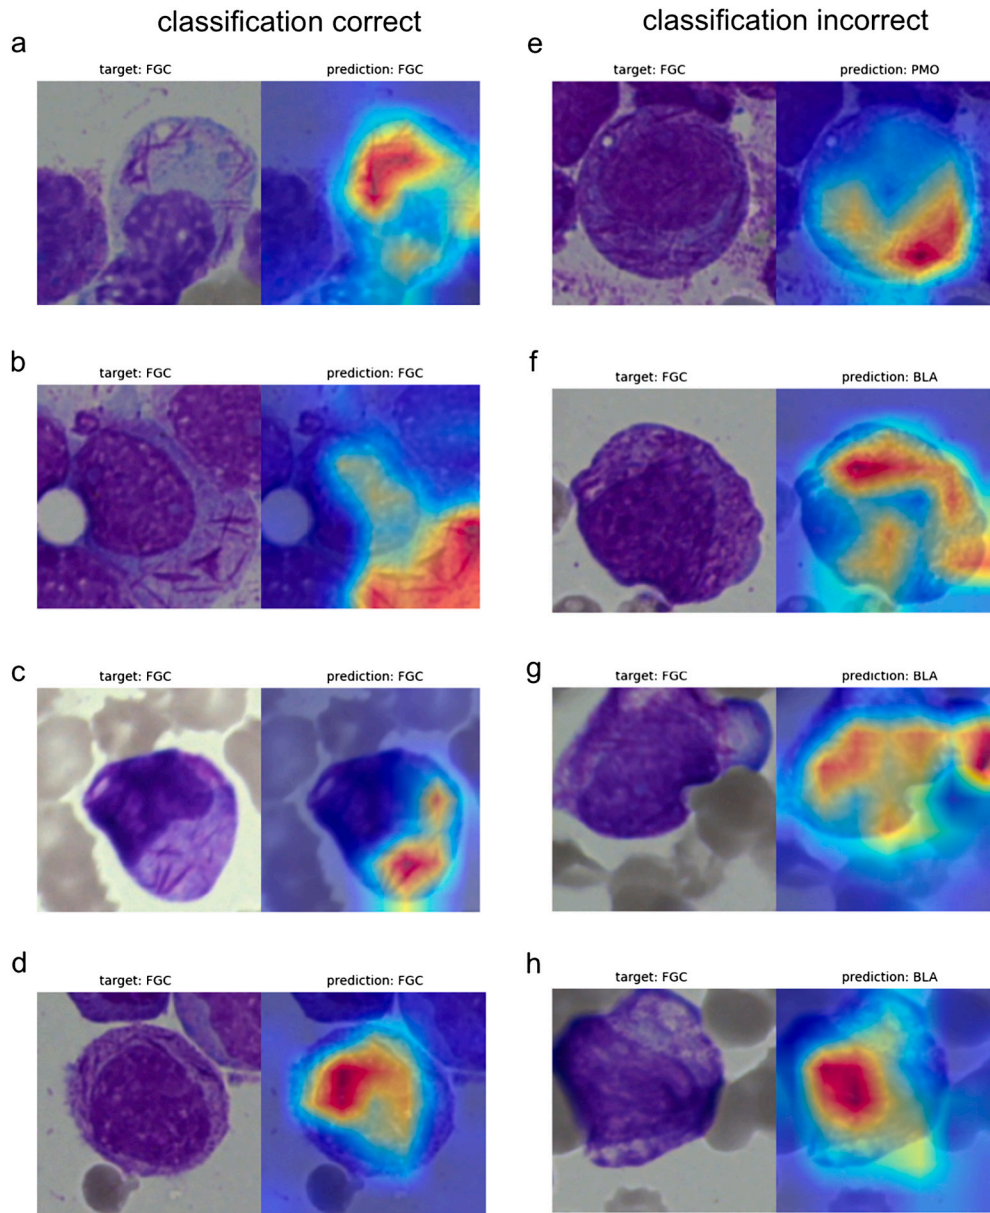 classification correct
classification incorrect
a
target: FGC
prediction: FGC
e
target: FGC
prediction: PMO
b
target: FGC
prediction: FGC
f
target: FGC
prediction: BLA
c
target: FGC
prediction: FGC
g
target: FGC
prediction: BLA
d
target: FGC
prediction: FGC
h
target: FGC
prediction: BLA